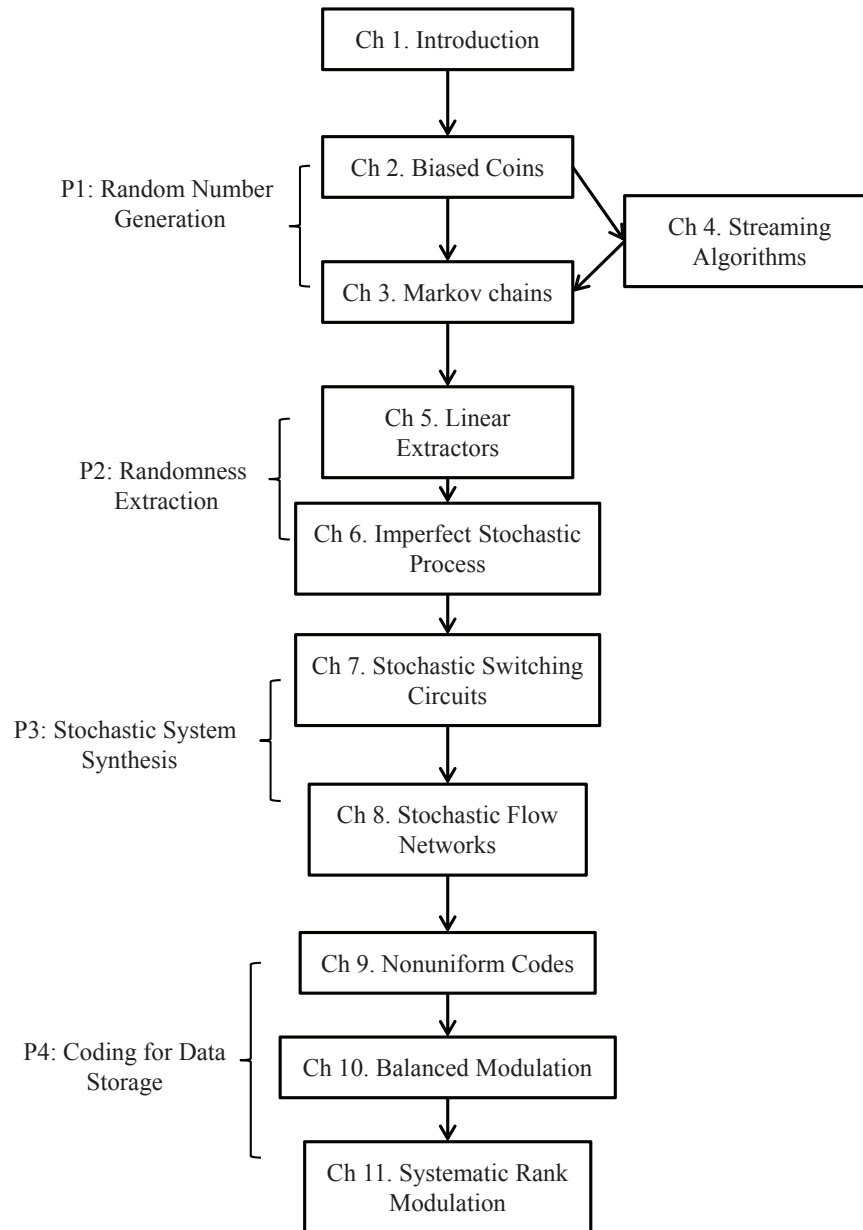 Ch 1. Introduction
Ch 2. Biased Coins
P1: Random Number
Generation
Ch 4. Streaming
Algorithms
Ch 3. Markov chains
Ch 5. Linear
Extractors
P2: Randomness
Extraction
Ch 6. Imperfect Stochastic
Process
Ch 7. Stochastic Switching
Circuits
P3: Stochastic System
Synthesis
Ch 8. Stochastic Flow
Networks
Ch 9. Nonuniform Codes
P4: Coding for Data
Storage
Ch 10. Balanced Modulation
Ch 11. Systematic Rank
Modulation